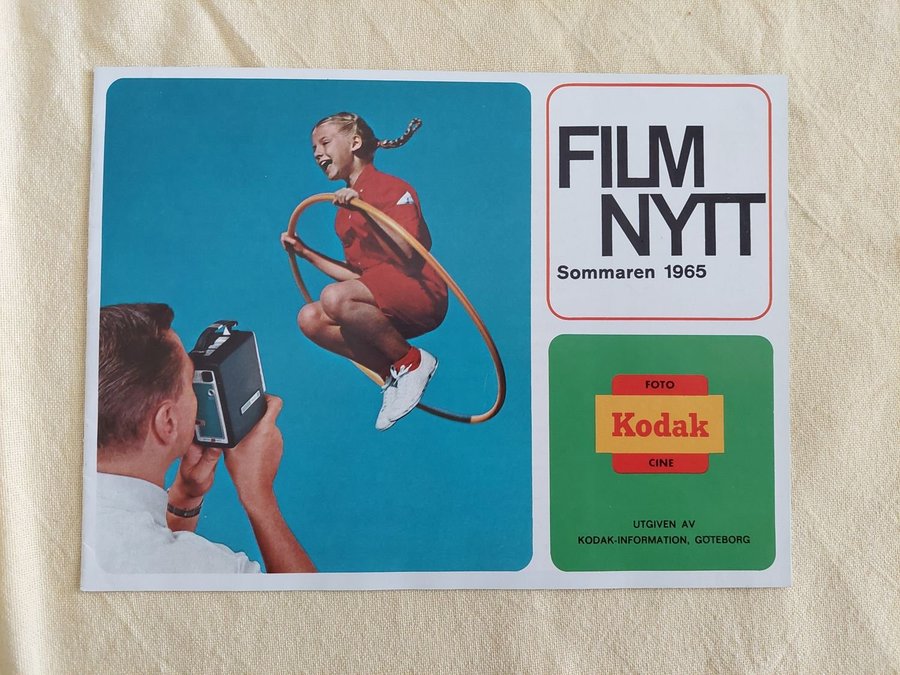 FILM
NYTT
Sommaren 1965
FOTO
Kodak
CINE
UTGIVEN AV
KODAK-INFORMATION, GÖTEBORG